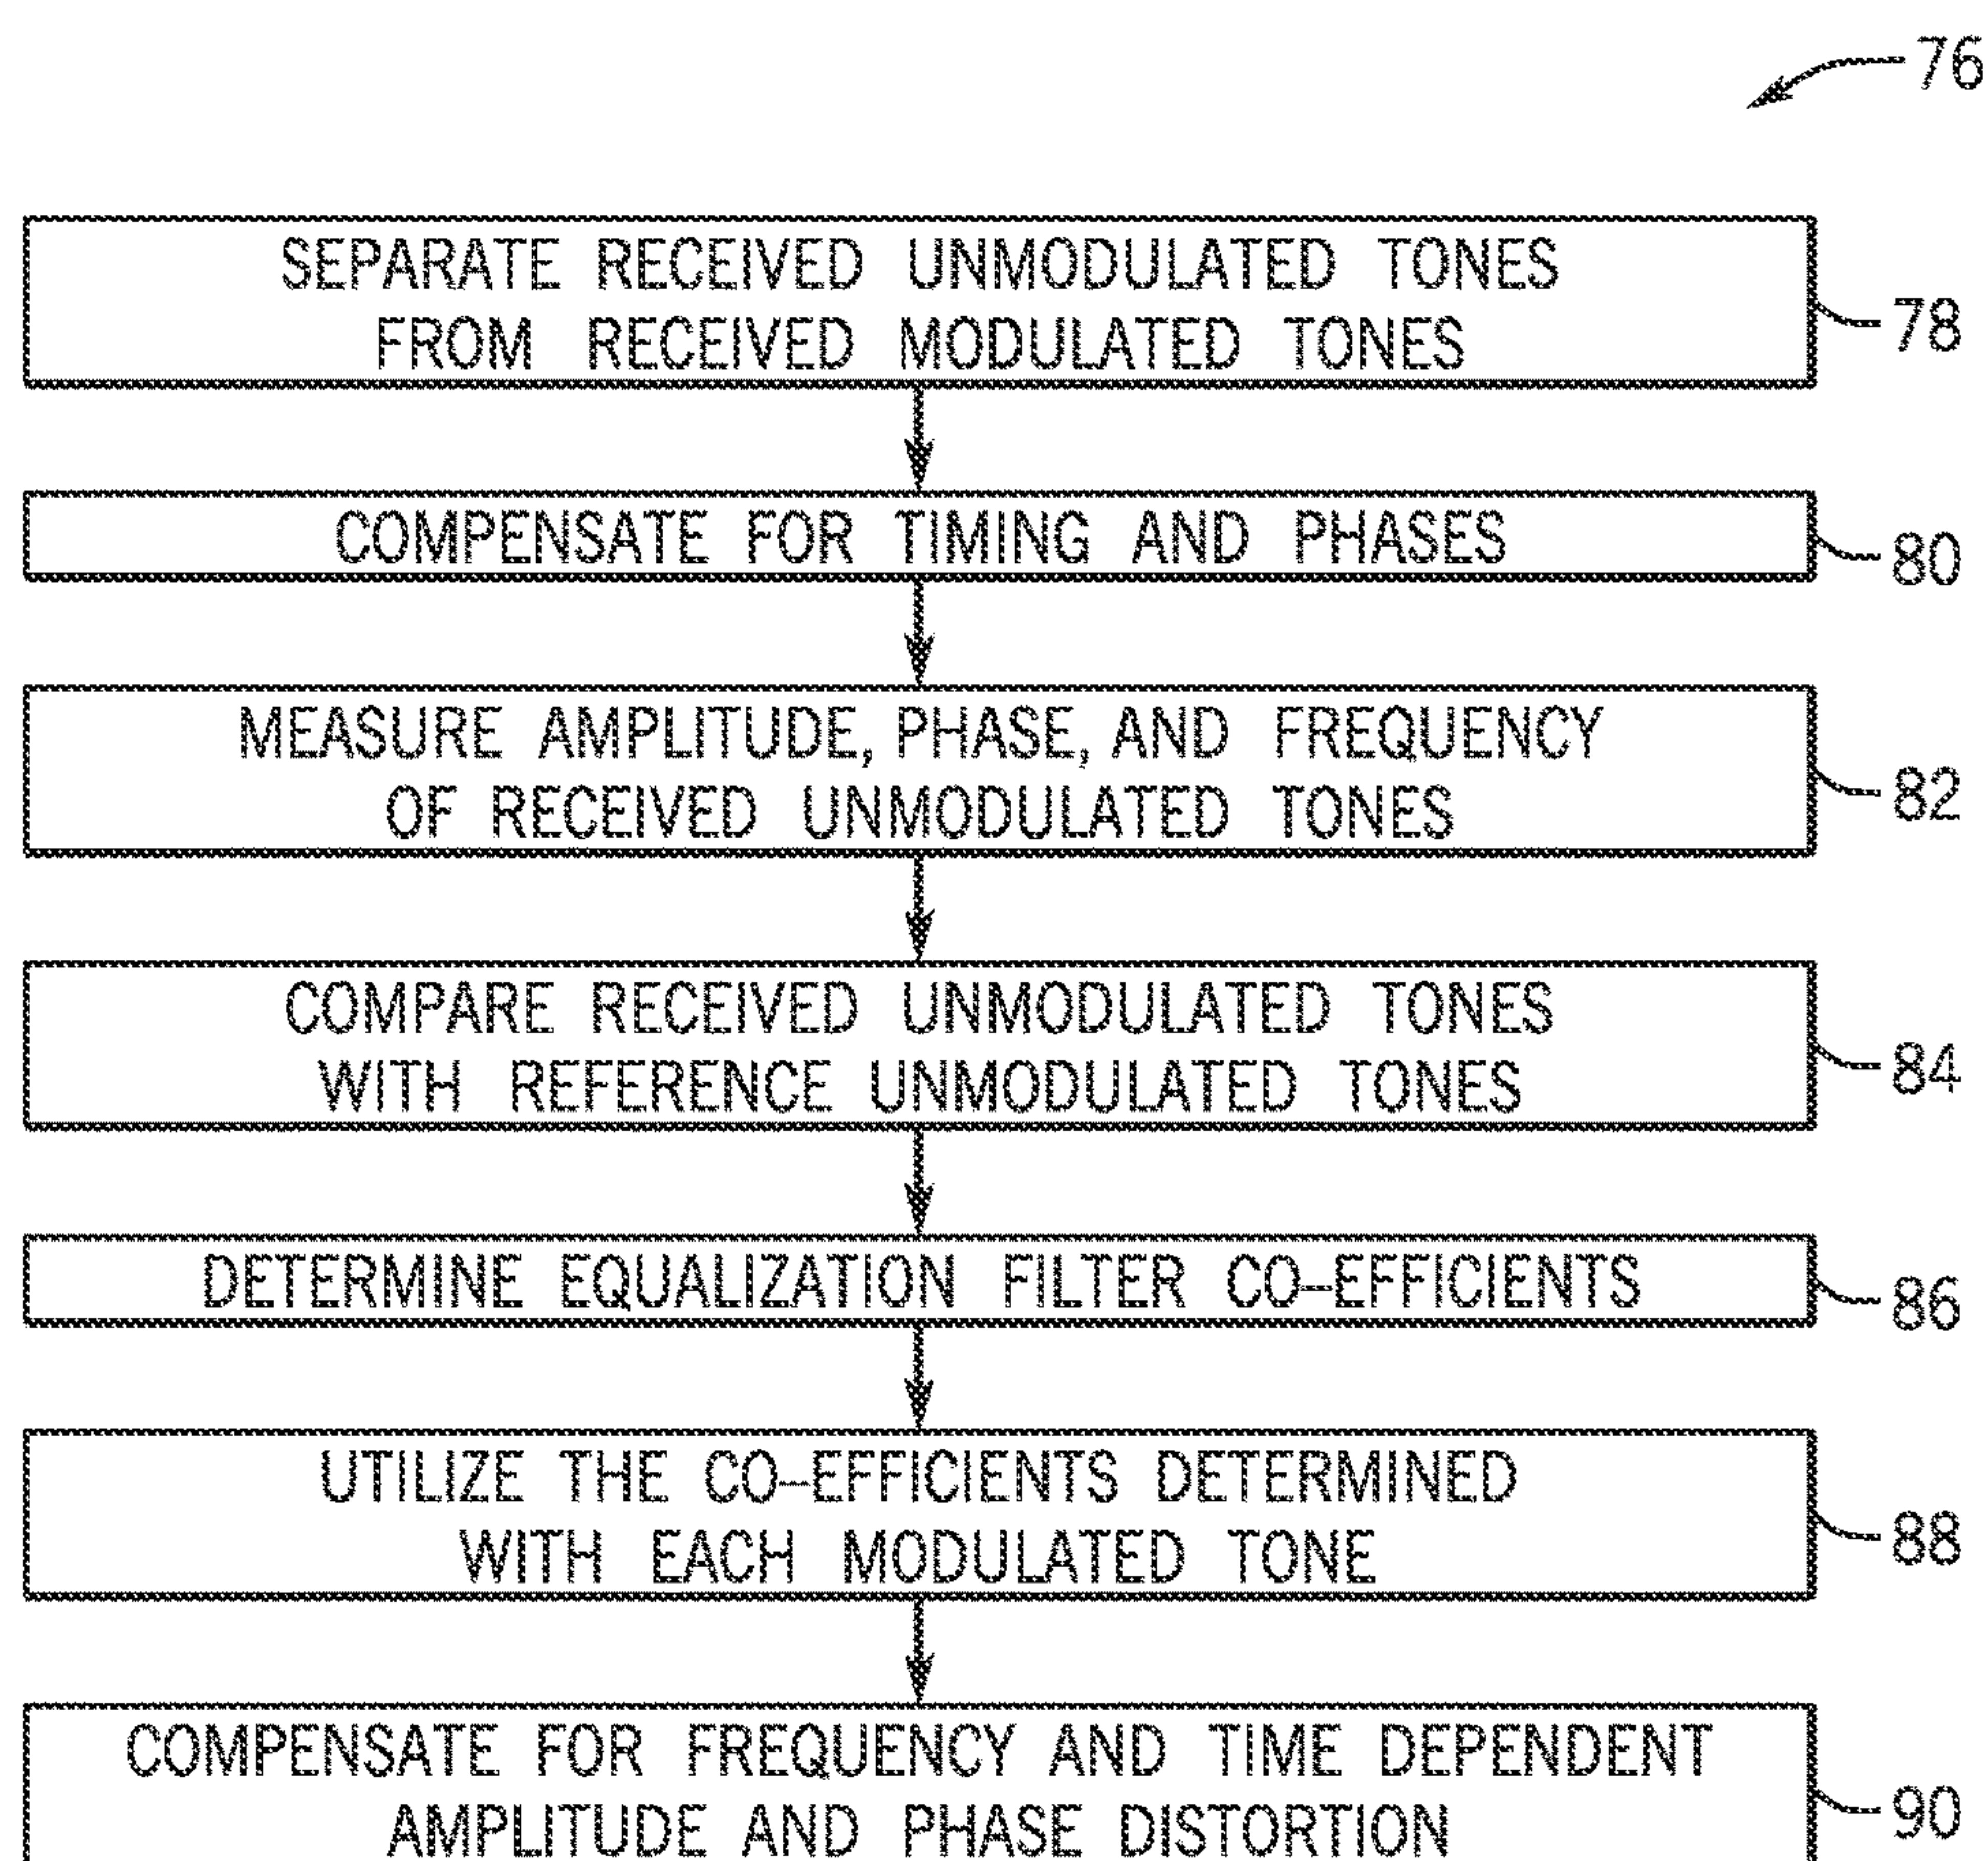 76
SEPARATE RECEIVED UNMODULATED TONES
FROM RECEIVED MODULATED TONES
78
COMPENSATE FOR TIMING AND PHASES
80
MEASURE AMPLITUDE, PHASE, AND FREQUENCY
OF RECEIVED UNMODULATED TONES
82
COMPARE RECEIVED UNMODULATED TONES
WITH REFERENCE UNMODULATED TONES
84
DETERMINE EQUALIZATION FILTER CO-EFFICIENTS
86
UTILIZE THE CO-EFFICIENTS DETERMINED
WITH EACH MODULATED TONE
88
COMPENSATE FOR FREQUENCY AND TIME DEPENDENT
AMPLITUDE AND PHASE DISTORTION
90